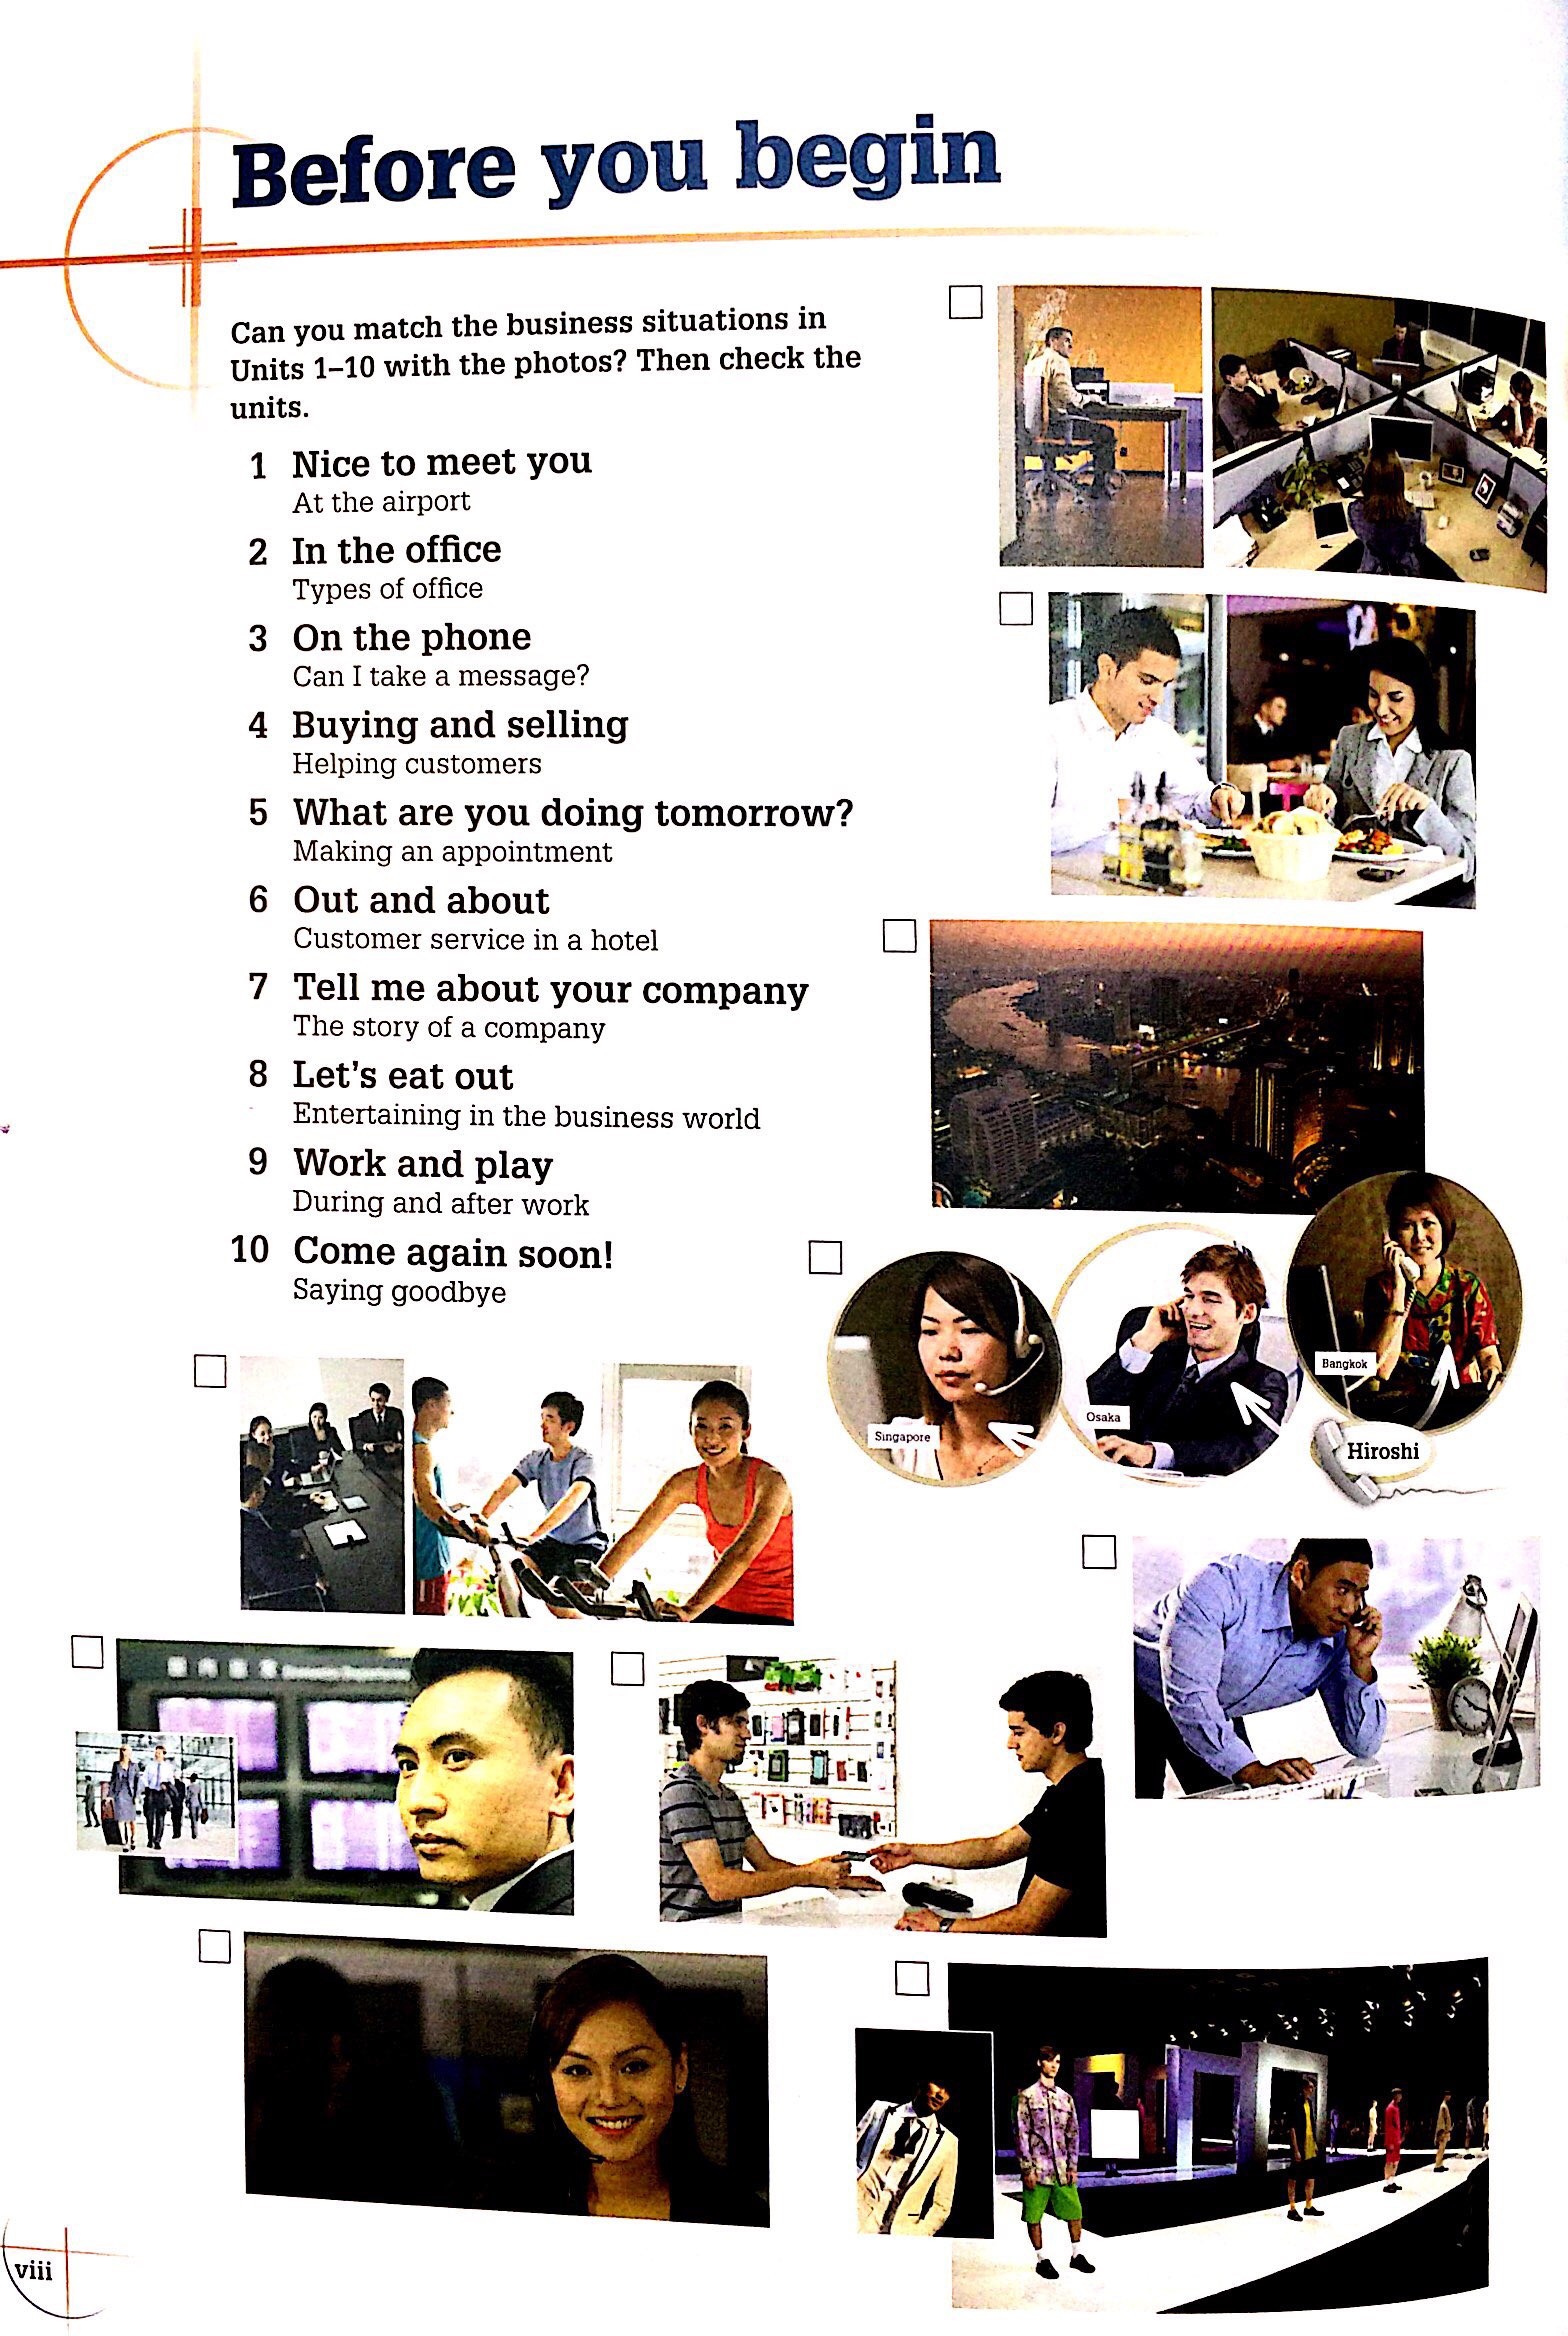 Before you begin
Can you match the business situations in
Units 1–10 with the photos? Then check the
units.
1 Nice to meet you
At the airport
2 In the office
Types of office
3 On the phone
Can I take a message?
4 Buying and selling
Helping customers
5 What are you doing tomorrow?
Making an appointment
6 Out and about
Customer service in a hotel
7 Tell me about your company
The story of a company
8 Let's eat out
Entertaining in the business world
9 Work and play
During and after work
10 Come again soon!
Saying goodbye
Singapore
Osaka
Bangkok
Hiroshi
viii